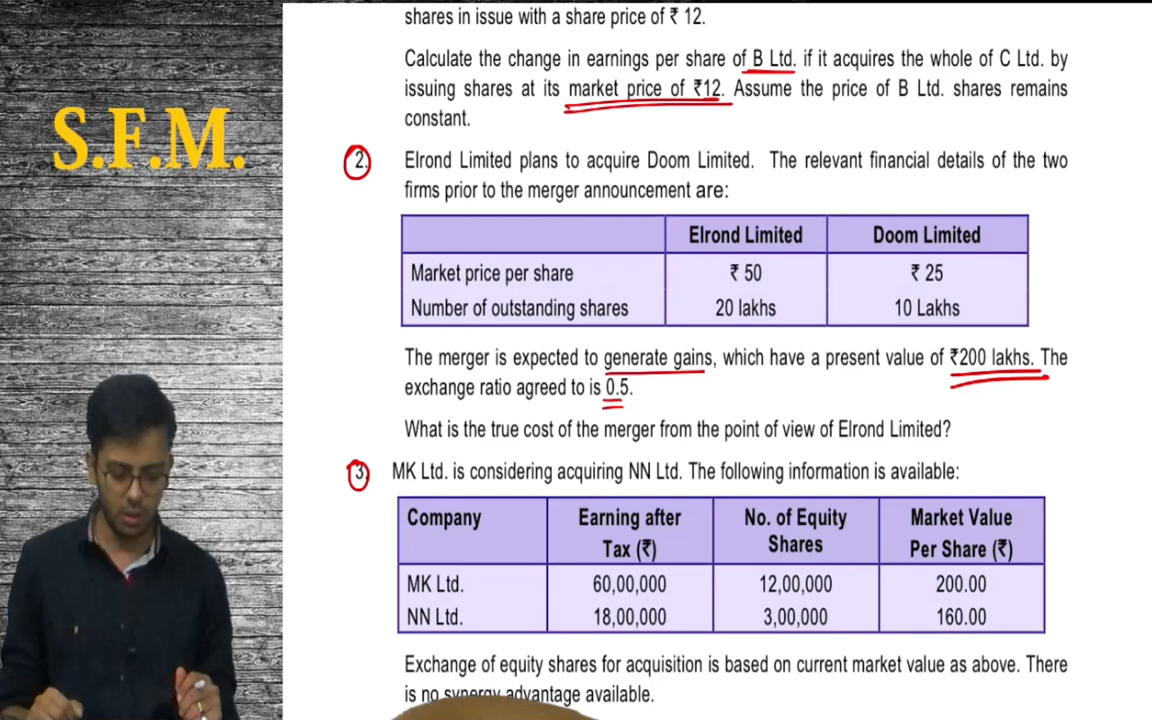 S.F.M.
shares in issue with a share price of ₹ 12.
Calculate the change in earnings per share of B Ltd. if it acquires the whole of C Ltd. by
issuing shares at its market price of ₹12. Assume the price of B Ltd. shares remains
constant.
2. Elrond Limited plans to acquire Doom Limited. The relevant financial details of the two
firms prior to the merger announcement are:
Elrond Limited Doom Limited
Market price per share ₹ 50 ₹ 25
Number of outstanding shares 20 lakhs 10 Lakhs
The merger is expected to generate gains, which have a present value of ₹200 lakhs. The
exchange ratio agreed to is 0.5.
What is the true cost of the merger from the point of view of Elrond Limited?
3. MK Ltd. is considering acquiring NN Ltd. The following information is available:
Company Earning after No. of Equity Market Value
Tax (₹) Shares Per Share (₹)
MK Ltd. 60,00,000 12,00,000 200.00
NN Ltd. 18,00,000 3,00,000 160.00
Exchange of equity shares for acquisition is based on current market value as above. There
is no synergy advantage available.